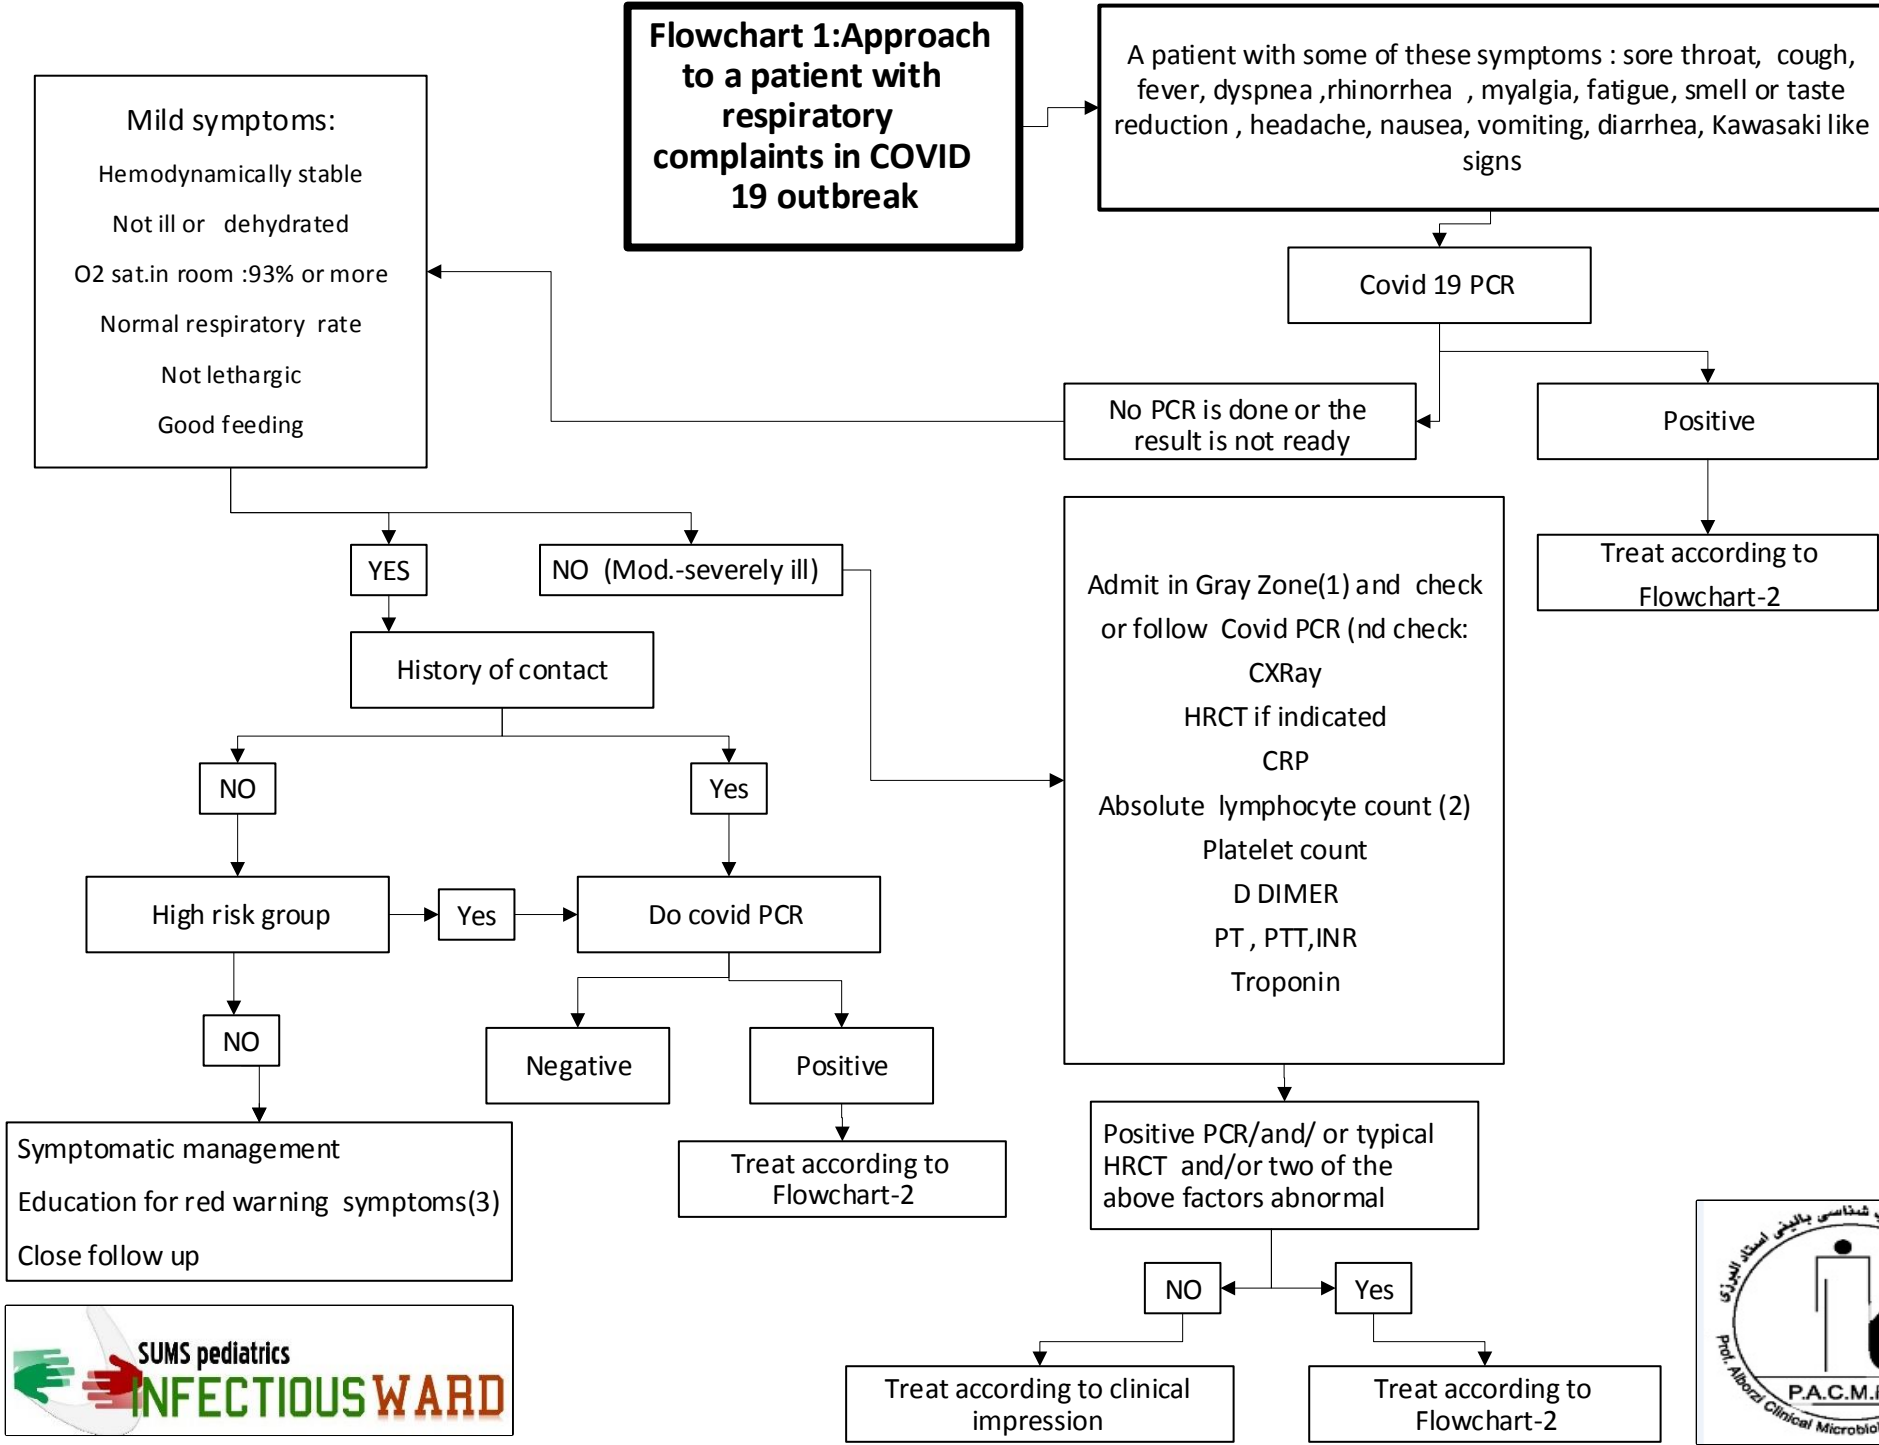 Flowchart 1:Approach
to a patient with
respiratory
complaints in COVID
19 outbreak
A patient with some of these symptoms : sore throat, cough,
fever, dyspnea ,rhinorrhea , myalgia, fatigue, smell or taste
reduction , headache, nausea, vomiting, diarrhea, Kawasaki like
signs
Mild symptoms:
Hemodynamically stable
Not ill or dehydrated
O2 sat.in room :93% or more
Normal respiratory rate
Not lethargic
Good feeding
Covid 19 PCR
No PCR is done or the
result is not ready
Positive
Treat according to
Flowchart-2
YES
NO (Mod.-severely ill)
History of contact
NO
Yes
High risk group
Yes
Do covid PCR
NO
Negative
Positive
Symptomatic management
Education for red warning symptoms(3)
Close follow up
Treat according to
Flowchart-2
Admit in Gray Zone(1) and check
or follow Covid PCR (nd check:
CXRay
HRCT if indicated
CRP
Absolute lymphocyte count (2)
Platelet count
D DIMER
PT , PTT,INR
Troponin
Positive PCR/and/ or typical
HRCT and/or two of the
above factors abnormal
NO
Yes
Treat according to clinical
impression
Treat according to
Flowchart-2
SUMS pediatrics
INFECTIOUS WARD
شناسی بالینی استاد البرزی
P.A.C.M.
Prof. Alborzi Clinical Microbiol